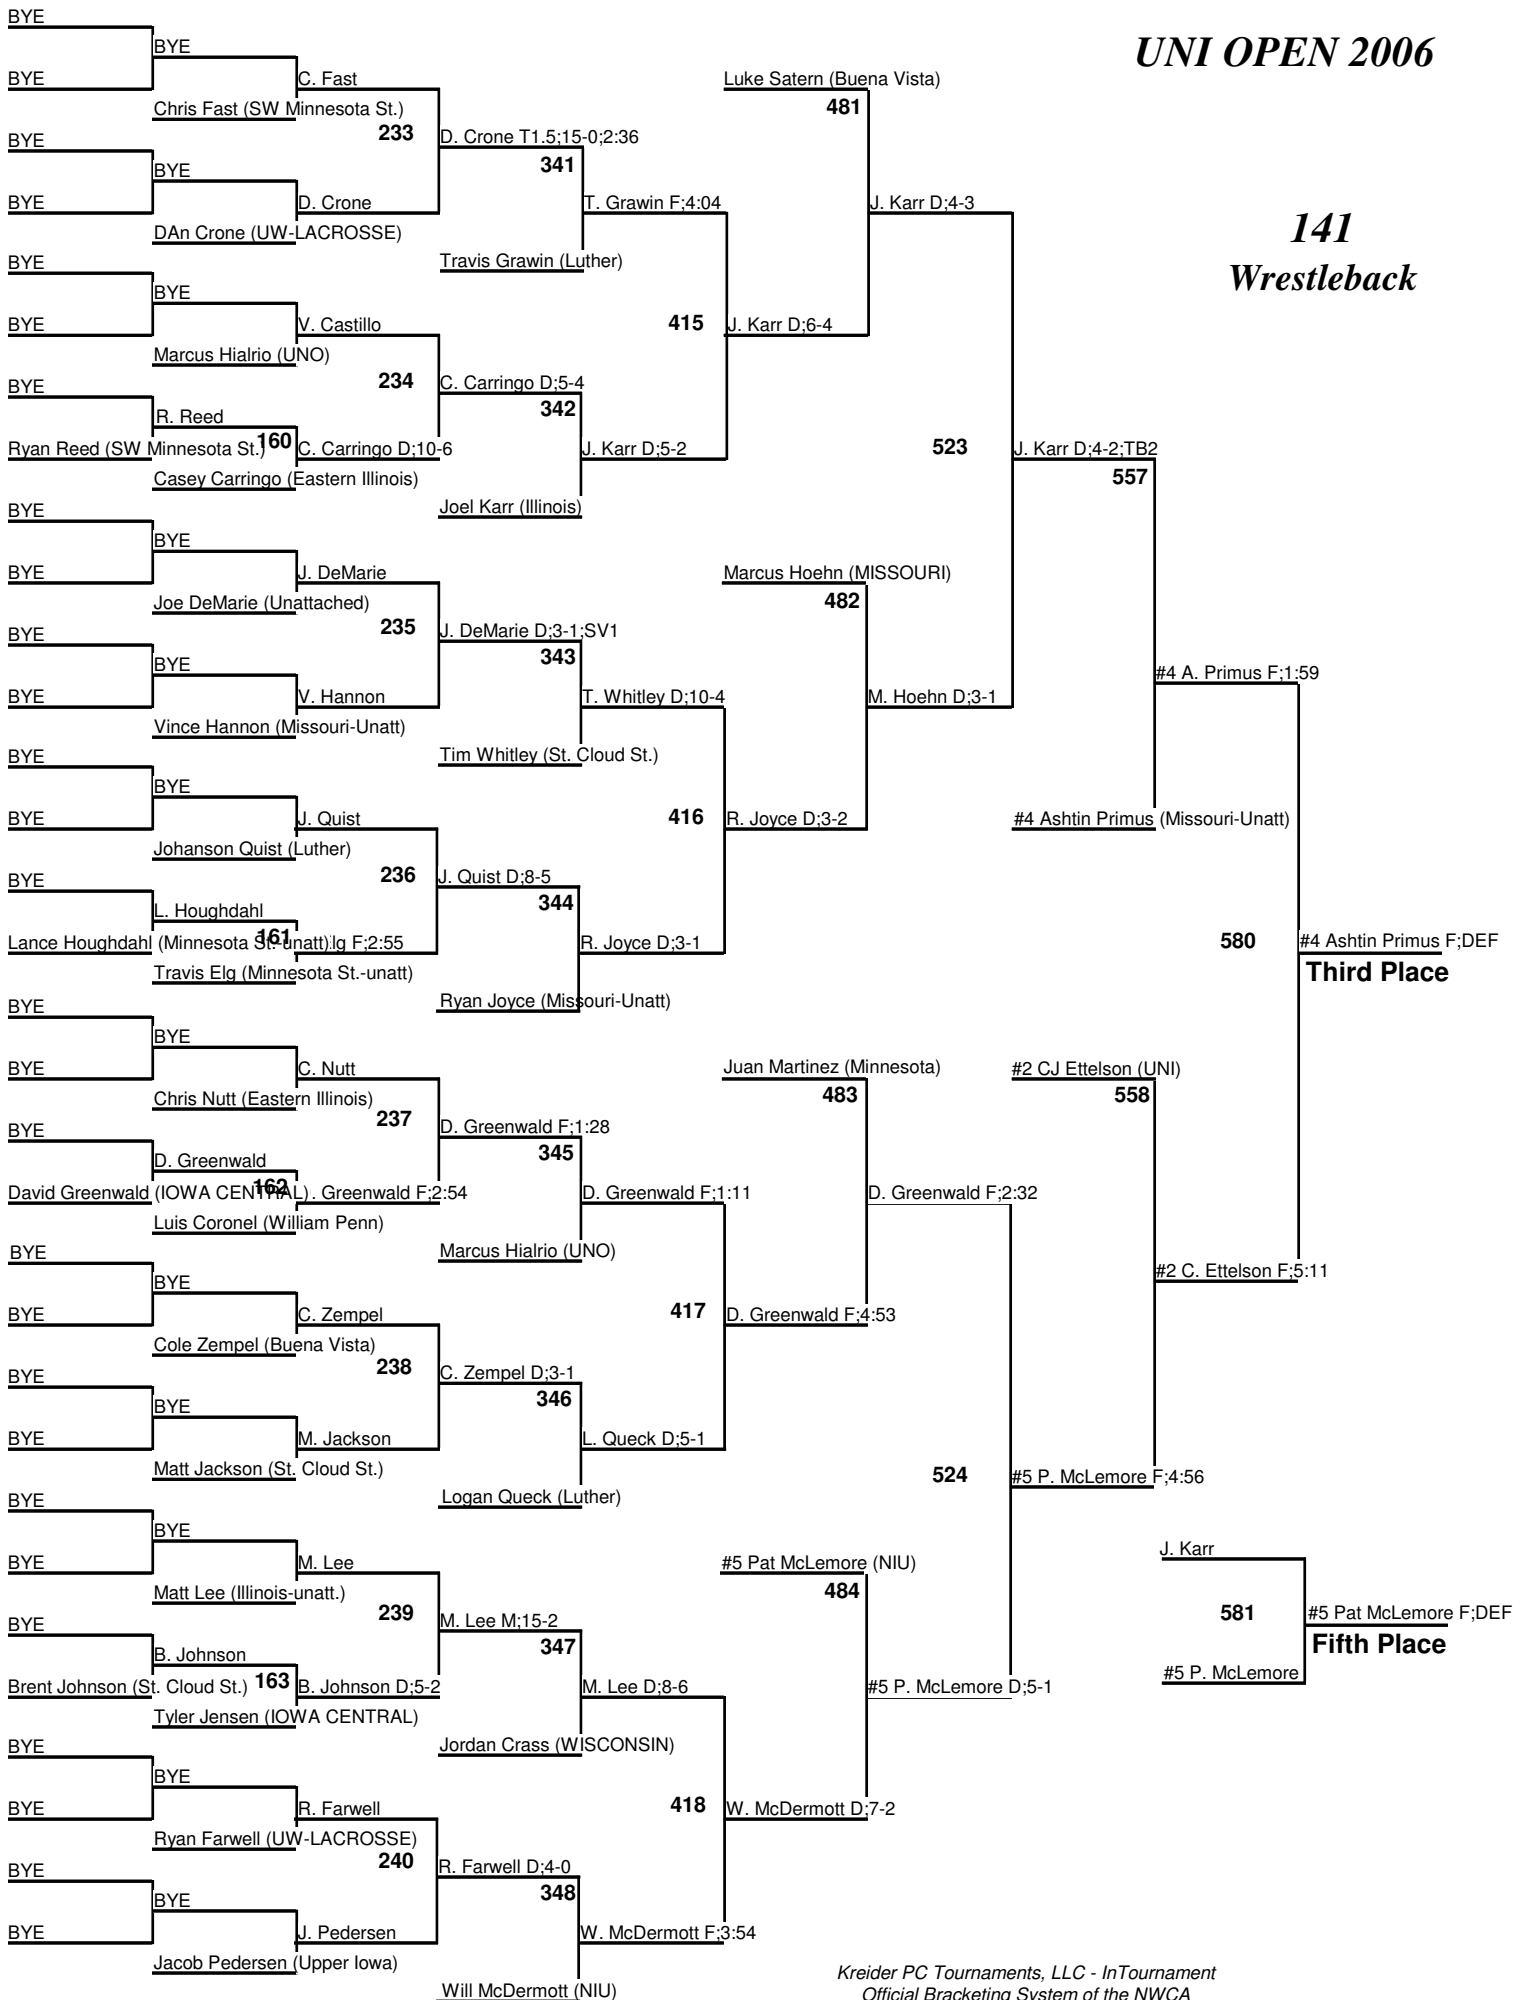 BYE
UNI OPEN 2006
BYE
BYE
C. Fast
Luke Satern (Buena Vista)
Chris Fast (SW Minnesota St.)
481
233
BYE
D. Crone T1.5;15-0;2:36
BYE
341
BYE
D. Crone
T. Grawin F;4:04
J. Karr D;4-3
DAn Crone (UW-LACROSSE)
141
BYE
Travis Grawin (Luther)
Wrestleback
BYE
BYE
V. Castillo
415
J. Karr D;6-4
Marcus Hialrio (UNO)
BYE
234
C. Carringo D;5-4
342
R. Reed
Ryan Reed (SW Minnesota St.)
160
C. Carringo D;10-6
J. Karr D;5-2
523
J. Karr D;4-2;TB2
Casey Carringo (Eastern Illinois)
557
BYE
Joel Karr (Illinois)
BYE
BYE
J. DeMarie
Marcus Hoehn (MISSOURI)
Joe DeMarie (Unattached)
482
235
BYE
J. DeMarie D;3-1;SV1
343
BYE
#4 A. Primus F;1:59
BYE
V. Hannon
T. Whitley D;10-4
M. Hoehn D;3-1
Vince Hannon (Missouri-Unatt)
BYE
Tim Whitley (St. Cloud St.)
BYE
BYE
J. Quist
416
R. Joyce D;3-2
#4 Ashtin Primus (Missouri-Unatt)
Johanson Quist (Luther)
BYE
236
J. Quist D;8-5
344
L. Houghdahl
Lance Houghdahl (Minnesota St.-unatt)
161
lg F;2:55
R. Joyce D;3-1
580
#4 Ashtin Primus F;DEF
Travis Elg (Minnesota St.-unatt)
Third Place
BYE
Ryan Joyce (Missouri-Unatt)
BYE
BYE
C. Nutt
Juan Martinez (Minnesota)
#2 CJ Ettelson (UNI)
Chris Nutt (Eastern Illinois)
483
558
237
BYE
D. Greenwald F;1:28
345
D. Greenwald
David Greenwald (IOWA CENTRAL)
162
. Greenwald F;2:54
D. Greenwald F;1:11
D. Greenwald F;2:32
Luis Coronel (William Penn)
BYE
Marcus Hialrio (UNO)
#2 C. Ettelson F;5:11
BYE
BYE
C. Zempel
417
D. Greenwald F;4:53
Cole Zempel (Buena Vista)
238
BYE
C. Zempel D;3-1
346
BYE
BYE
M. Jackson
L. Queck D;5-1
Matt Jackson (St. Cloud St.)
524
#5 P. McLemore F;4:56
BYE
Logan Queck (Luther)
BYE
J. Karr
BYE
M. Lee
#5 Pat McLemore (NIU)
Matt Lee (Illinois-unatt.)
484
239
BYE
M. Lee M;15-2
581
#5 Pat McLemore F;DEF
347
Fifth Place
B. Johnson
#5 P. McLemore
Brent Johnson (St. Cloud St.)
163
B. Johnson D;5-2
M. Lee D;8-6
#5 P. McLemore D;5-1
Tyler Jensen (IOWA CENTRAL)
BYE
Jordan Crass (WISCONSIN)
BYE
BYE
R. Farwell
418
W. McDermott D;7-2
Ryan Farwell (UW-LACROSSE)
240
BYE
R. Farwell D;4-0
348
BYE
BYE
J. Pedersen
W. McDermott F;3:54
Jacob Pedersen (Upper Iowa)
Will McDermott (NIU)
Kreider PC Tournaments, LLC - InTournament
Official Bracketing System of the NWCA